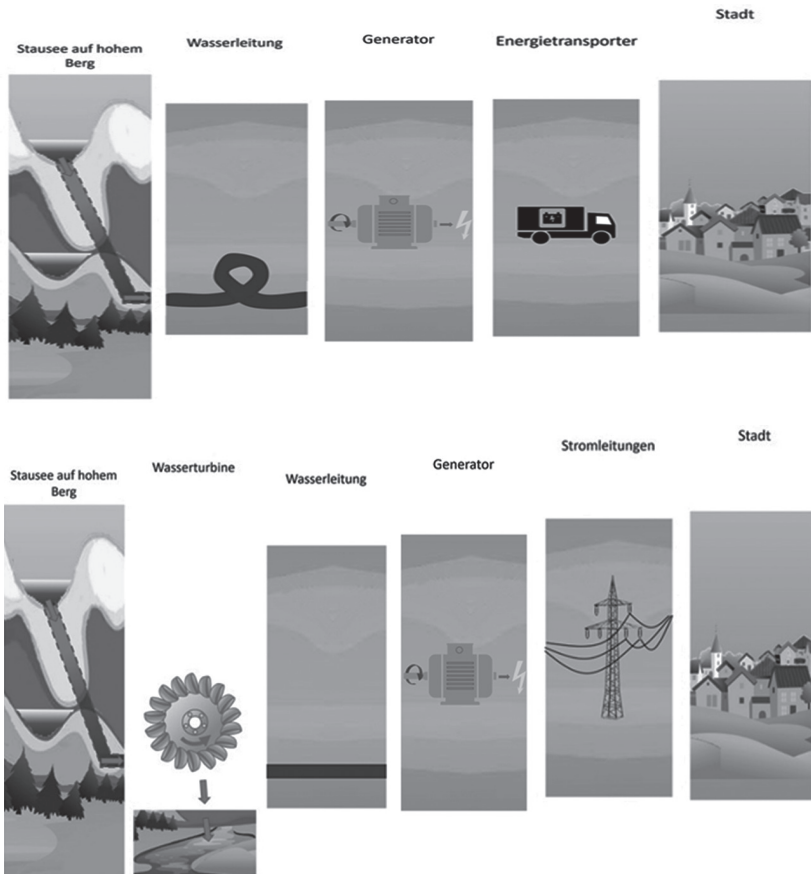 Stausee auf hohem
Berg
Wasserleitung
Generator
Energietransporter
Stadt
Stausee auf hohem
Berg
Wasserturbine
Wasserleitung
Generator
Stromleitungen
Stadt